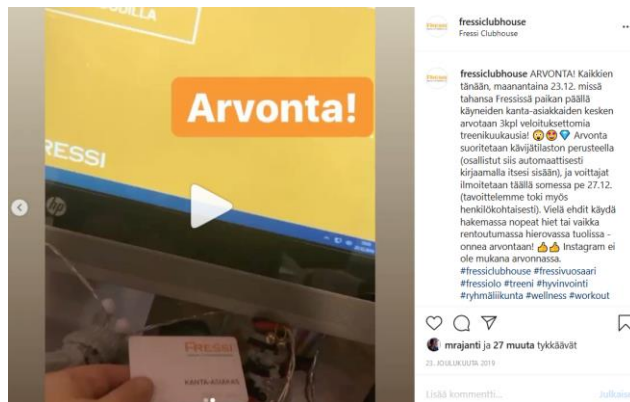 UDILLA
Arvonta!
RESSI
hp
FRESSI
KANTA-ASIAKAS
FRESSI
fressiclubhouse
Fressi Clubhouse
fressiclubhouse ARVONTA! Kaikkien
tänään, maanantaina 23.12. missä
tahansa Fressissä paikan päällä
käyneiden kanta-asiakkaiden kesken
arvotaan 3kpl veloituksettomia
treenikuukausia! 😲🤩💎 Arvonta
suoritetaan kävijätilaston perusteella
(osallistut siis automaattisesti
kirjaamalla itsesi sisään), ja voittajat
ilmoitetaan täällä somessa pe 27.12.
(tavoittelemme toki myös
henkilökohtaisesti). Vielä ehdit käydä
hakemassa nopeat hiet tai vaikka
rentoutumassa hierovassa tuolissa -
onnea arvontaan! 👍👍 Instagram ei
ole mukana arvonnassa.
#fressiclubhouse #fressivuosaari
#fressiolo #treeni #hyvinvointi
#ryhmäliikunta #wellness #workout
mrajanti ja 27 muuta tykkäävät
23. JOULUKUUTA 2019
Lisää kommentti...
Julkaise